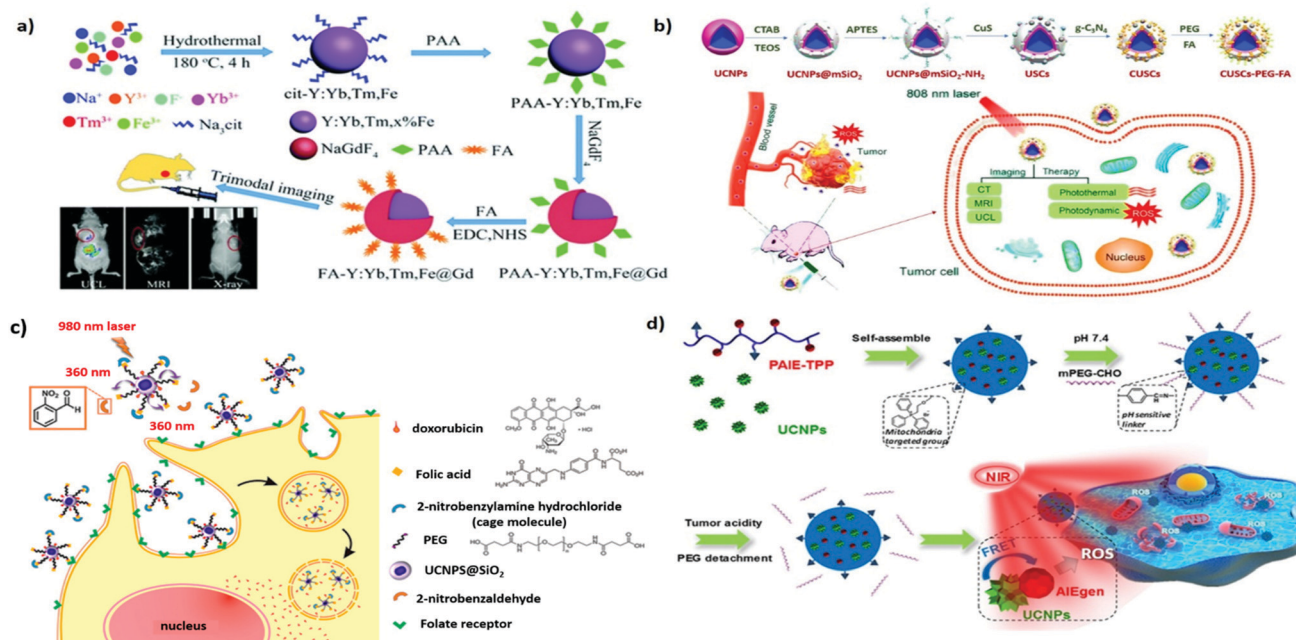 a)
Hydrothermal
180 °C, 4 h
PAA
cit-Y:Yb,Tm,Fe
PAA-Y:Yb,Tm,Fe
Na⁺ Y³⁺ F⁻ Yb³⁺
Tm³⁺ Fe³⁺ Na₃cit
Y:Yb,Tm,x%Fe
NaGdF₄ PAA FA
NaGdF₄
Trimodal imaging
FA
EDC,NHS
FA-Y:Yb,Tm,Fe@Gd
PAA-Y:Yb,Tm,Fe@Gd
UCL MRI X-ray
b)
CTAB
TEOS
APTES
CuS
g-C₃N₄
PEG
FA
UCNPs
UCNPs@mSiO₂
UCNPs@mSiO₂-NH₂
USCs
CUSCs
CUSCs-PEG-FA
808 nm laser
Blood vessel
ROS
Tumor
Imaging
Therapy
CT
MRI
UCL
Photothermal
Photodynamic
ROS
Nucleus
Tumor cell
c)
980 nm laser
360 nm
NO₂
O
H
360 nm
nucleus
doxorubicin
Folic acid
2-nitrobenzylamine hydrochloride
(cage molecule)
PEG
UCNPS@SiO₂
2-nitrobenzaldehyde
Folate receptor
d)
PAIE-TPP
UCNPs
Self-assemble
Mitochondria
targeted group
pH 7.4
mPEG-CHO
pH sensitive
linker
Tumor acidity
PEG detachment
NIR
FRET
ROS
AIEgen
UCNPs
ROS
ROS
ROS
ROS
ROS